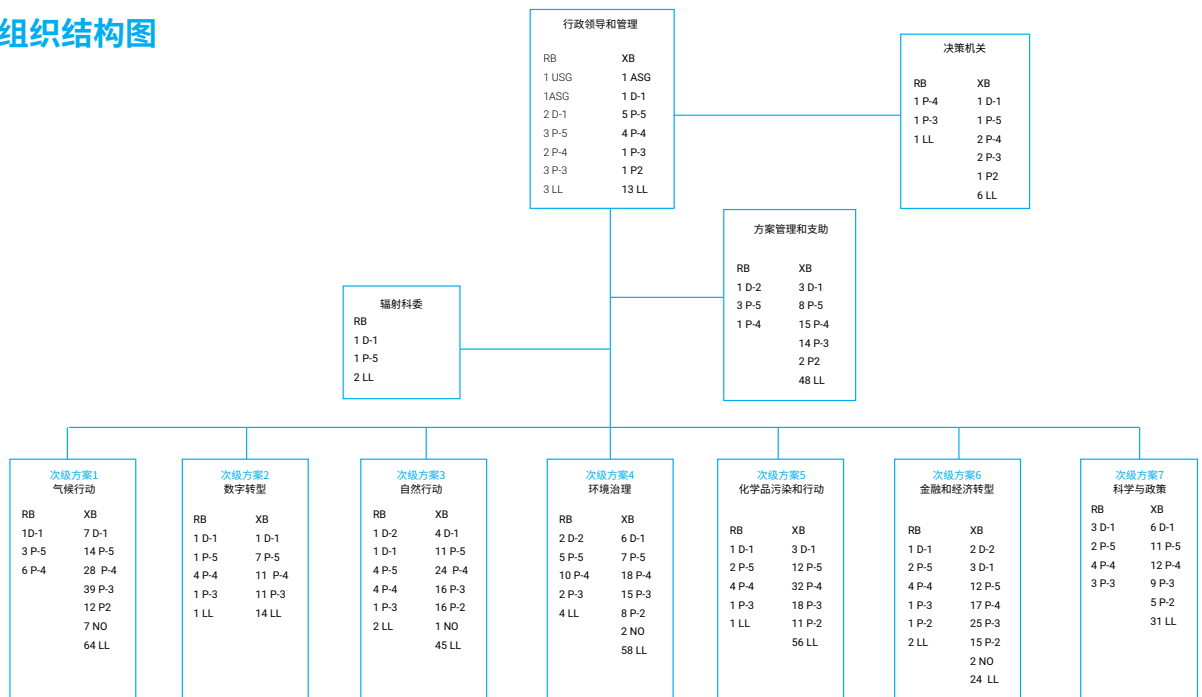 组织结构图
行政领导和管理
RB XB
1 USG 1 ASG
1ASG 1 D-1
2 D-1 5 P-5
3 P-5 4 P-4
2 P-4 1 P-3
3 P-3 1 P2
3 LL 13 LL
决策机关
RB XB
1 P-4 1 D-1
1 P-3 1 P-5
1 LL 2 P-4
2 P-3
1 P2
6 LL
方案管理和支助
RB XB
1 D-2 3 D-1
3 P-5 8 P-5
1 P-4 15 P-4
14 P-3
2 P2
48 LL
辐射科委
RB
1 D-1
1 P-5
2 LL
次级方案1
气候行动
RB XB
1D-1 7 D-1
3 P-5 14 P-5
6 P-4 28 P-4
39 P-3
12 P2
7 NO
64 LL
次级方案2
数字转型
RB XB
1 D-1 1 D-1
1 P-5 7 P-5
4 P-4 11 P-4
1 P-3 11 P-3
1 LL 14 LL
次级方案3
自然行动
RB XB
1 D-2 4 D-1
1 D-1 11 P-5
4 P-5 24 P-4
4 P-4 16 P-3
1 P-3 16 P-2
2 LL 1 NO
45 LL
次级方案4
环境治理
RB XB
2 D-2 6 D-1
5 P-5 7 P-5
10 P-4 18 P-4
2 P-3 15 P-3
4 LL 8 P-2
2 NO
58 LL
次级方案5
化学品污染和行动
RB XB
1 D-1 3 D-1
2 P-5 12 P-5
4 P-4 32 P-4
1 P-3 18 P-3
1 LL 11 P-2
56 LL
次级方案6
金融和经济转型
RB XB
1 D-1 2 D-2
2 P-5 3 D-1
4 P-4 12 P-5
1 P-3 17 P-4
1 P-2 25 P-3
2 LL 15 P-2
2 NO
24 LL
次级方案7
科学与政策
RB XB
3 D-1 6 D-1
2 P-5 11 P-5
4 P-4 12 P-4
3 P-3 9 P-3
5 P-2
31 LL